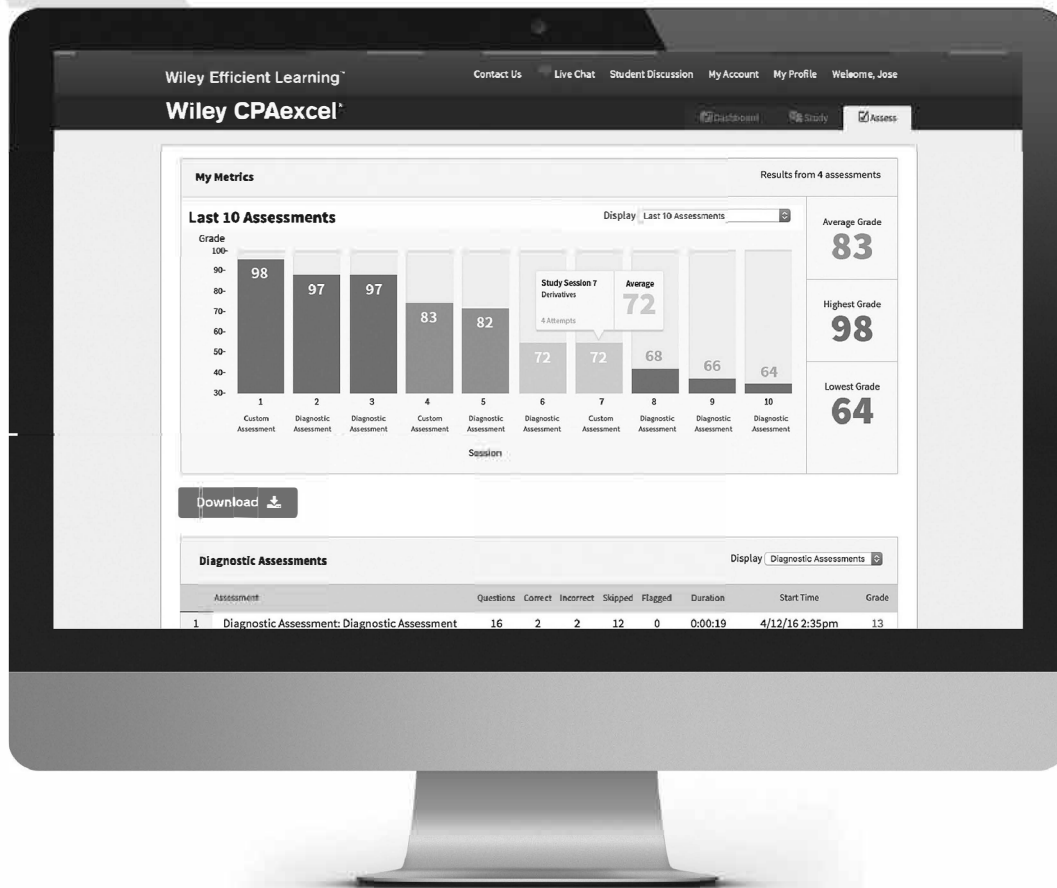 Wiley Efficient Learning™
Contact Us Live Chat Student Discussion My Account My Profile Welcome, Jose
Wiley CPAexcel®
Dashboard Study Assess
My Metrics
Results from 4 assessments
Last 10 Assessments
Display Last 10 Assessments
Grade
100-
90-
80-
70-
60-
50-
40-
30-
98
97
97
83
82
72
72
68
66
64
Study Session 7
Derivatives
4 Attempts
Average
72
1 2 3 4 5 6 7 8 9 10
Custom Diagnostic Diagnostic Custom Diagnostic Diagnostic Custom Diagnostic Diagnostic Diagnostic
Assessment Assessment Assessment Assessment Assessment Assessment Assessment Assessment Assessment Assessment
Session
Average Grade
83
Highest Grade
98
Lowest Grade
64
Download
Diagnostic Assessments
Display Diagnostic Assessments
Assessment Questions Correct Incorrect Skipped Flagged Duration Start Time Grade
1 Diagnostic Assessment: Diagnostic Assessment 16 2 2 12 0 0:00:19 4/12/16 2:35pm 13